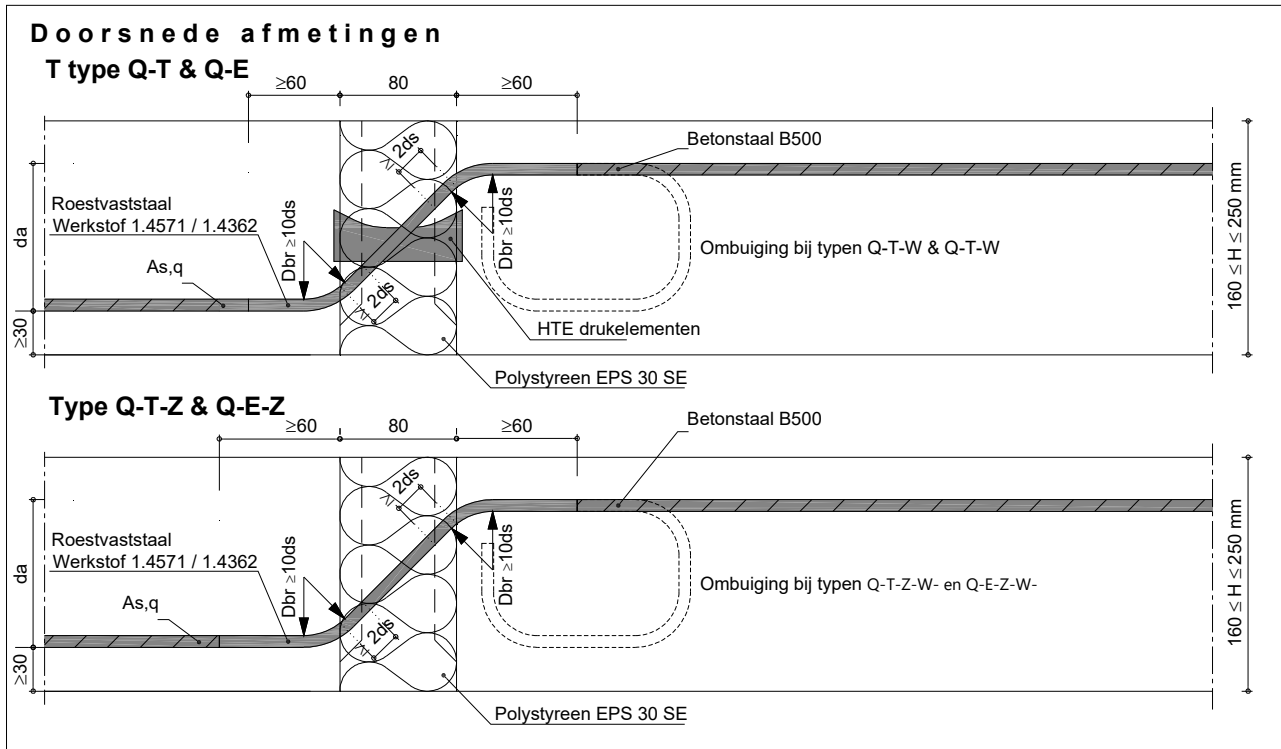 Doorsnede afmetingen
T type Q-T & Q-E
≥60 80 ≥60
Betonstaal B500
2ds
Roestvaststaal
Werkstof 1.4571 / 1.4362
da
Dbr ≥10ds
Dbr ≥10ds
160 ≤ H ≤ 250 mm
Ombuiging bij typen Q-T-W & Q-T-W
As,q
2ds
≥30
HTE drukelementen
Polystyreen EPS 30 SE
Type Q-T-Z & Q-E-Z
≥60 80 ≥60
Betonstaal B500
2ds
Roestvaststaal
Werkstof 1.4571 / 1.4362
da
Dbr ≥10ds
Dbr ≥10ds
160 ≤ H ≤ 250 mm
Ombuiging bij typen Q-T-Z-W- en Q-E-Z-W-
As,q
2ds
≥30
Polystyreen EPS 30 SE